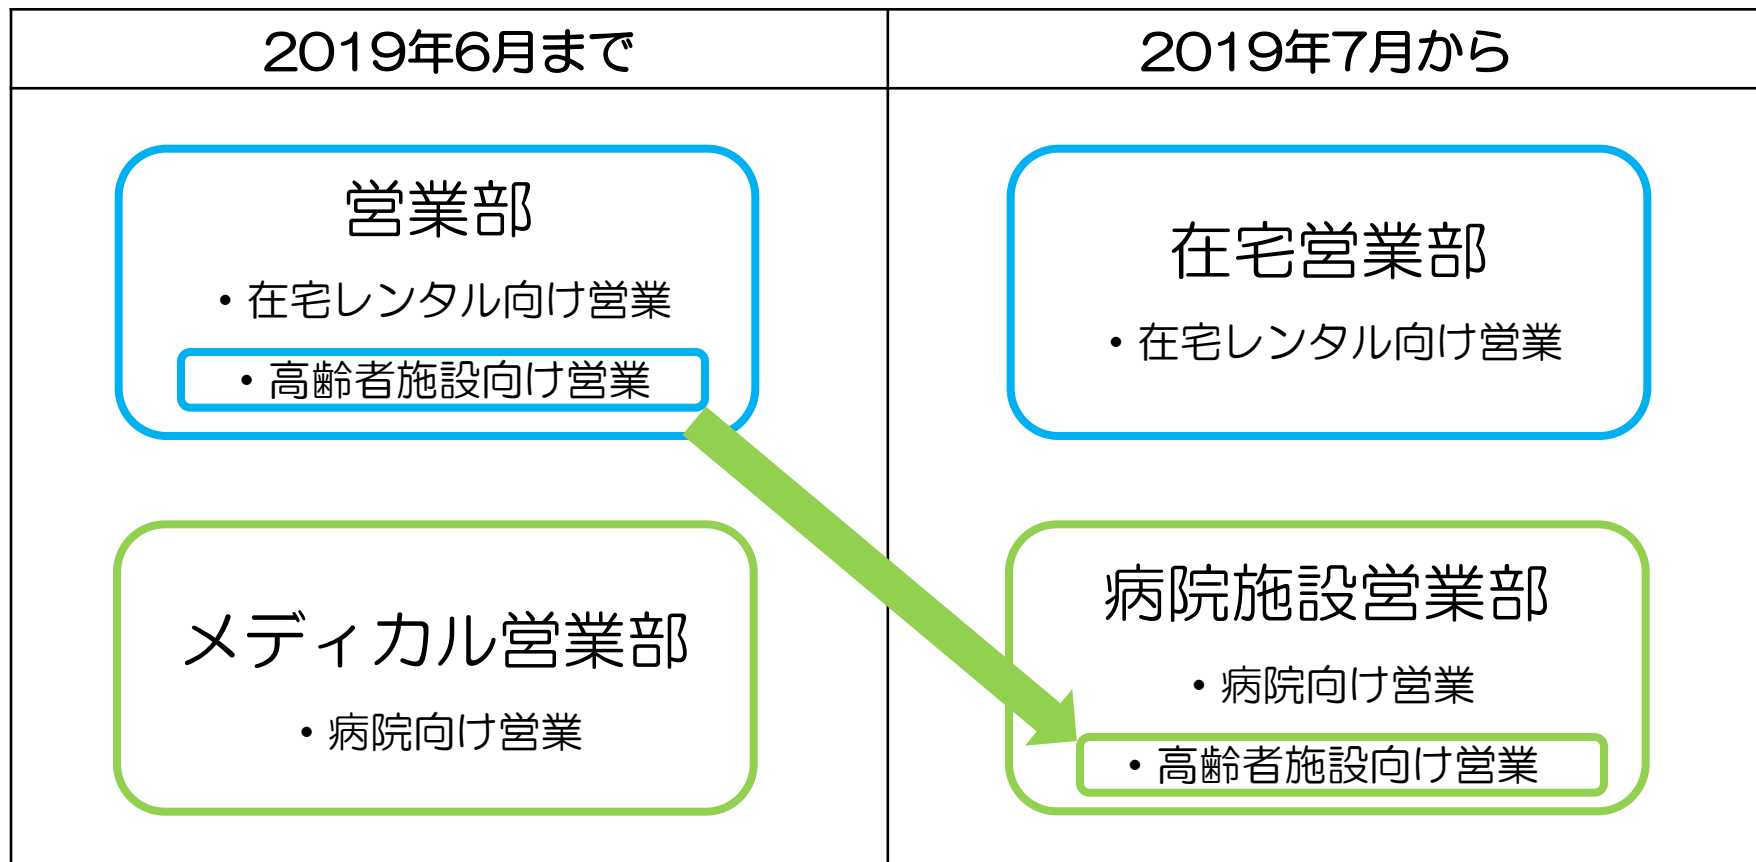 2019年6月まで
2019年7月から
営業部
・在宅レンタル向け営業
・高齢者施設向け営業
在宅営業部
・在宅レンタル向け営業
メディカル営業部
・病院向け営業
病院施設営業部
・病院向け営業
・高齢者施設向け営業